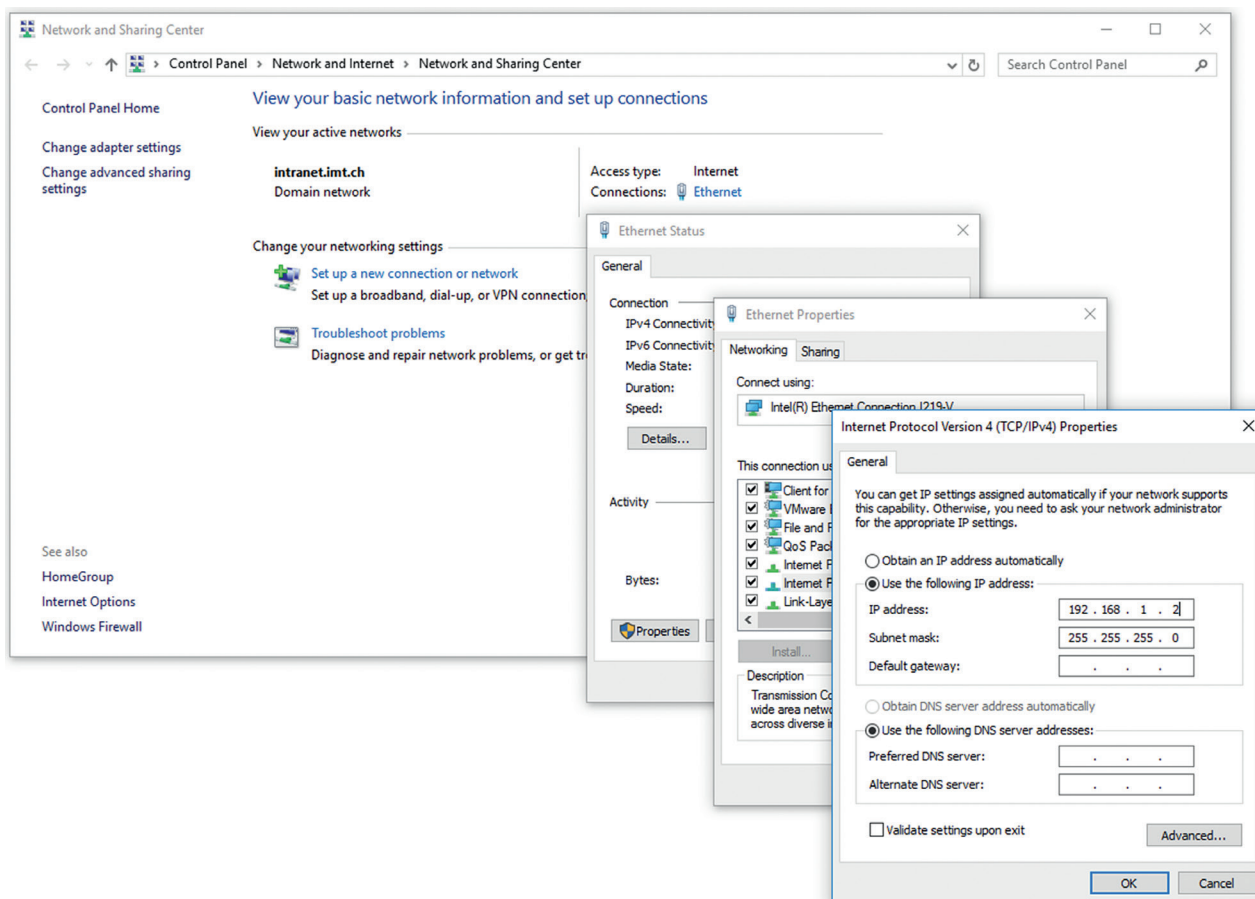 Network and Sharing Center
Control Panel > Network and Internet > Network and Sharing Center
Search Control Panel
Control Panel Home
Change adapter settings
Change advanced sharing
settings
See also
HomeGroup
Internet Options
Windows Firewall
View your basic network information and set up connections
View your active networks
intranet.imt.ch
Domain network
Access type: Internet
Connections: Ethernet
Change your networking settings
Set up a new connection or network
Set up a broadband, dial-up, or VPN connection
Troubleshoot problems
Diagnose and repair network problems, or get
Ethernet Status
General
Connection
IPv4
IPv6
Media State:
Duration:
Speed:
Details...
Activity
Bytes:
Properties
Ethernet Properties
Networking Sharing
Connect using:
Intel(R) Ethernet Connection I219-V
This connection
Client for
VMware
File and
QoS
Internet
Internet
Install...
Description
Transmission
wide area
across diverse
Internet Protocol Version 4 (TCP/IPv4) Properties
General
You can get IP settings assigned automatically if your network supports
this capability. Otherwise, you need to ask your network administrator
for the appropriate IP settings.
Obtain an IP address automatically
Use the following IP address:
IP address: 192 . 168 . 1 . 2
Subnet mask: 255 . 255 . 255 . 0
Default gateway: . . .
Obtain DNS server address automatically
Use the following DNS server addresses:
Preferred DNS server: . . .
Alternate DNS server: . . .
Validate settings upon exit
Advanced...
OK Cancel